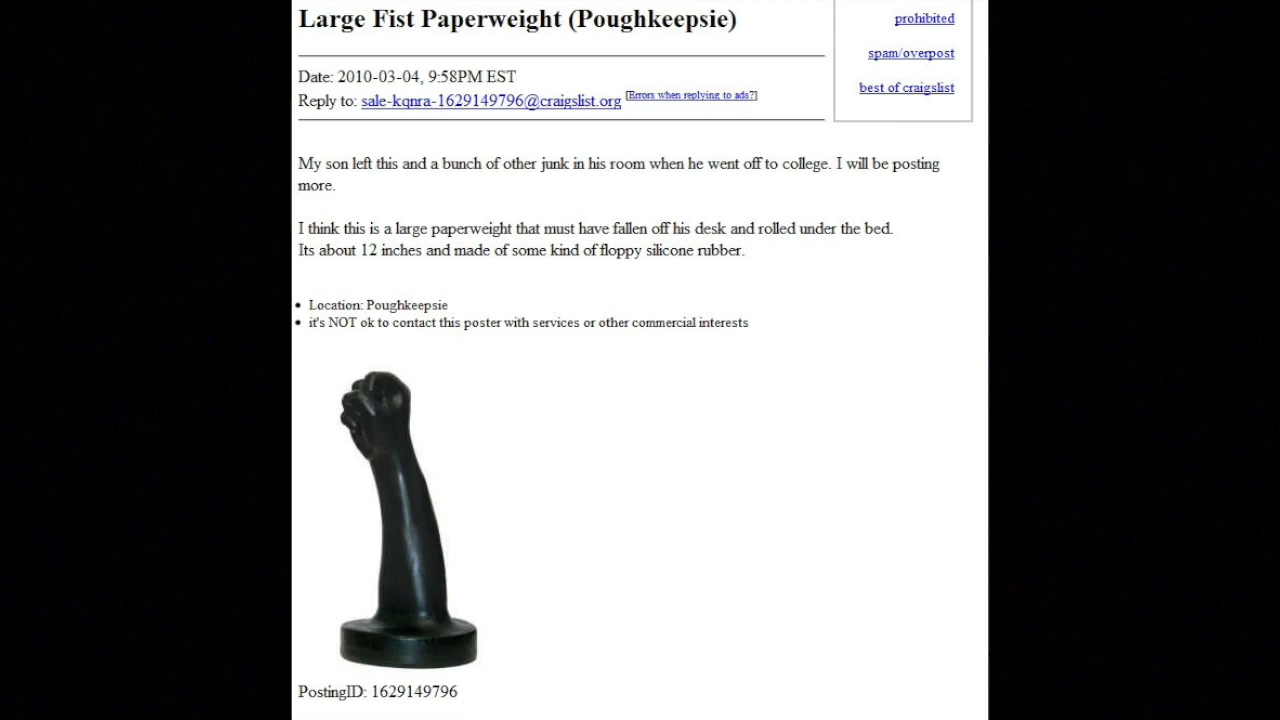 Large Fist Paperweight (Poughkeepsie)
prohibited
spam/overpost
best of craigslist
Date: 2010-03-04, 9:58PM EST
Reply to: sale-kqnra-1629149796@craigslist.org [Errors when replying to ads?]
My son left this and a bunch of other junk in his room when he went off to college. I will be posting
more.
I think this is a large paperweight that must have fallen off his desk and rolled under the bed.
Its about 12 inches and made of some kind of floppy silicone rubber.
• Location: Poughkeepsie
• it's NOT ok to contact this poster with services or other commercial interests
PostingID: 1629149796